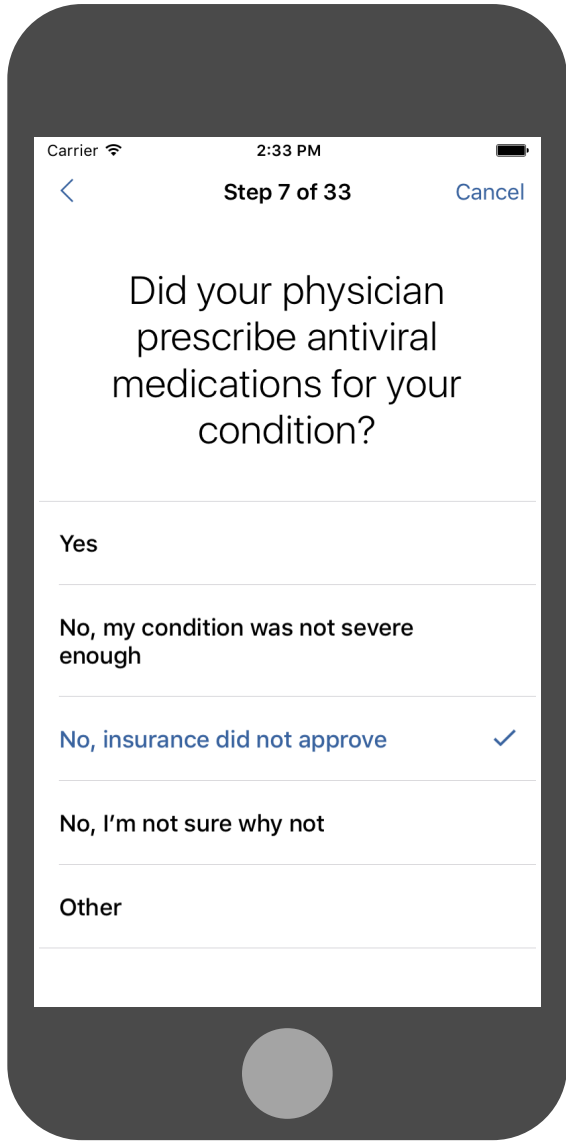 Carrier 2:33 PM
Step 7 of 33 Cancel
Did your physician
prescribe antiviral
medications for your
condition?
Yes
No, my condition was not severe
enough
No, insurance did not approve
No, I’m not sure why not
Other